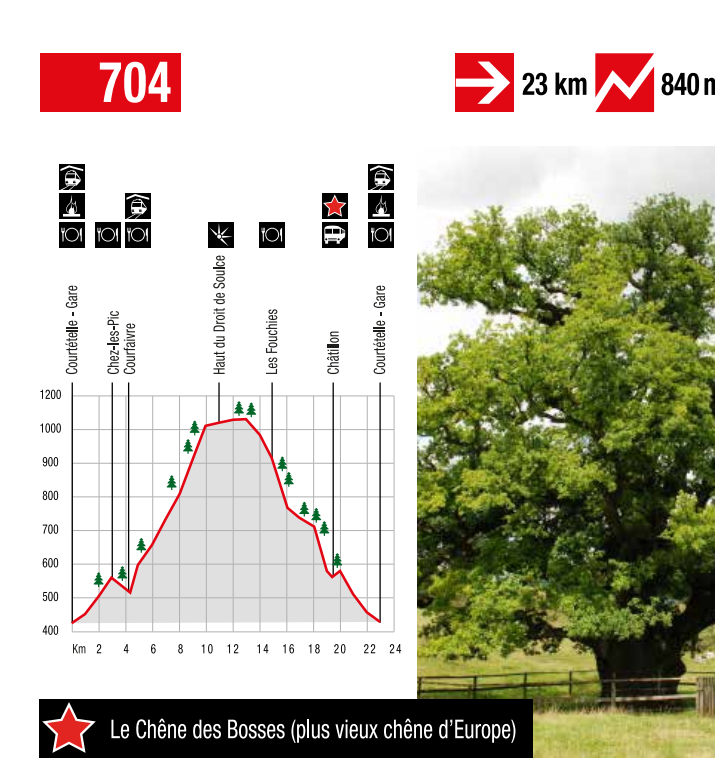 704
23 km
840 m
Courtételle - Gare
Chez-les-Pic
Courfaivre
Haut du Droit de Soulce
Les Fouchies
Châtillon
Courtételle - Gare
1200
1000
900
800
700
600
500
400
Km 2 4 6 8 10 12 14 16 18 20 22 24
Le Chêne des Bosses (plus vieux chêne d'Europe)